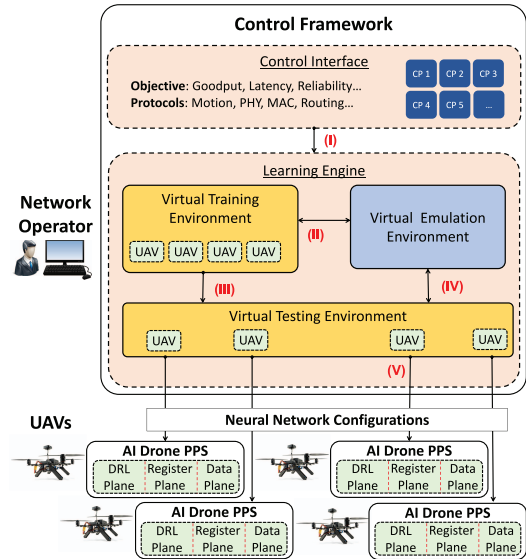 Control Framework
Control Interface
Objective: Goodput, Latency, Reliability...
Protocols: Motion, PHY, MAC, Routing...
CP 1 CP 2 CP 3
CP 4 CP 5 ...
(I)
Learning Engine
Network
Operator
Virtual Training
Environment
UAV UAV UAV UAV
(II)
Virtual Emulation
Environment
(III)
(IV)
Virtual Testing Environment
UAV UAV UAV UAV
(V)
UAVs
Neural Network Configurations
AI Drone PPS
DRL Register Data
Plane Plane Plane
AI Drone PPS
DRL Register Data
Plane Plane Plane
AI Drone PPS
DRL Register Data
Plane Plane Plane
AI Drone PPS
DRL Register Data
Plane Plane Plane